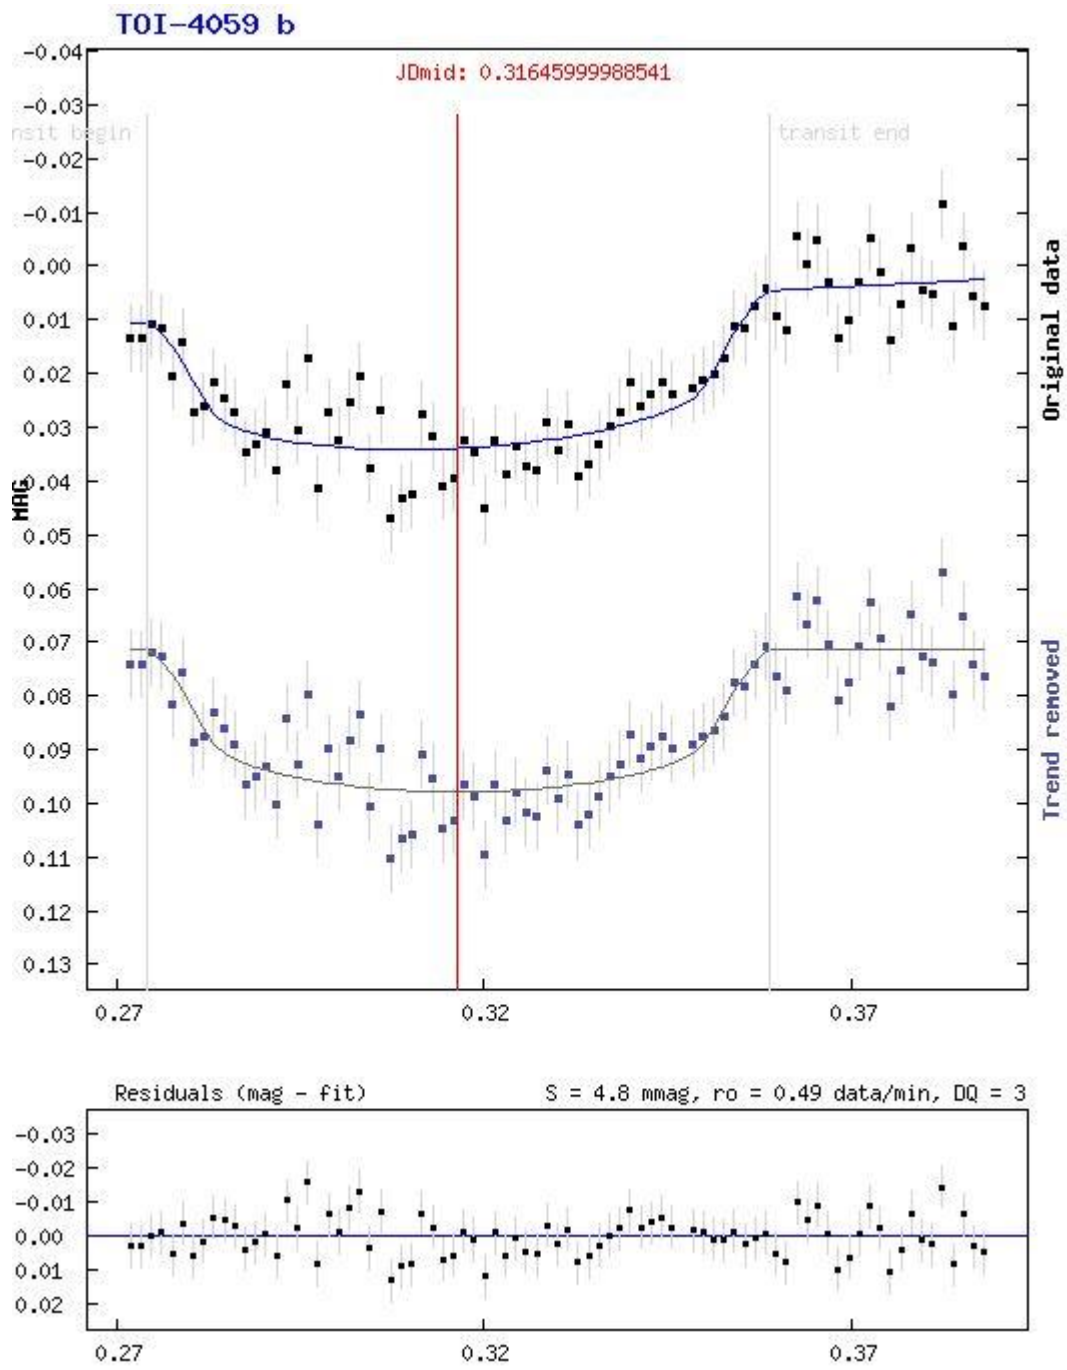 TOI-4059 b
JDmid: 0.31645999988541
nsit begin
transit end
-0.04
-0.03
-0.02
-0.01
0.00
0.01
0.02
0.03
0.04
0.05
0.06
0.07
0.08
0.09
0.10
0.11
0.12
0.13
MAG
Original data
Trend removed
0.27 0.32 0.37
Residuals (mag - fit) S = 4.8 mmag, ro = 0.49 data/min, DQ = 3
-0.03
-0.02
-0.01
0.00
0.01
0.02
0.27 0.32 0.37